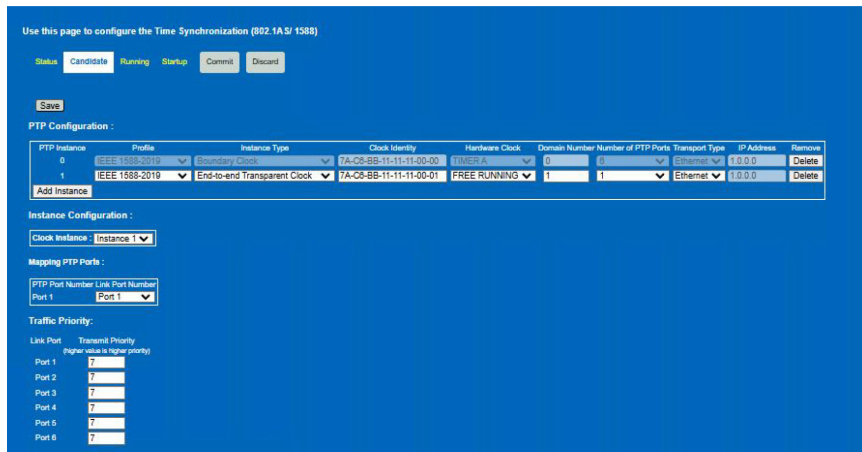 Use this page to configure the Time Synchronization (802.1AS/ 1588)
Status Candidate Running Startup Commit Discard
Save
PTP Configuration :
PTP Instance Profile Instance Type Clock Identity Hardware Clock Domain Number Number of PTP Ports Transport Type IP Address Remove
0 IEEE 1588-2019 Boundary Clock 7A-C6-BB-11-11-11-00-00 TIMER A 0 6 Ethernet 1.0.0.0 Delete
1 IEEE 1588-2019 End-to-end Transparent Clock 7A-C6-BB-11-11-11-00-01 FREE RUNNING 1 1 Ethernet 1.0.0.0 Delete
Add Instance
Instance Configuration :
Clock Instance : Instance 1
Mapping PTP Ports :
PTP Port Number Link Port Number
Port 1 Port 1
Traffic Priority:
Link Port Transmit Priority
(higher value is higher priority)
Port 1 7
Port 2 7
Port 3 7
Port 4 7
Port 5 7
Port 6 7